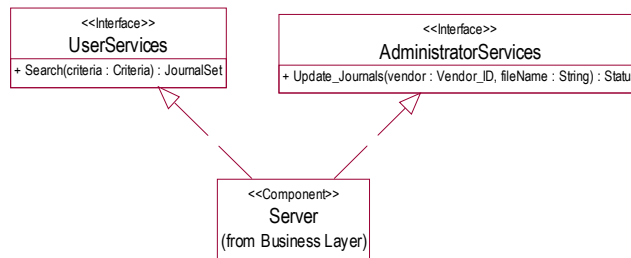 <<Interface>>
UserServices
+ Search(criteria : Criteria) : JournalSet
<<Interface>>
AdministratorServices
+ Update_Journals(vendor : Vendor_ID, fileName : String) : Statu
<<Component>>
Server
(from Business Layer)